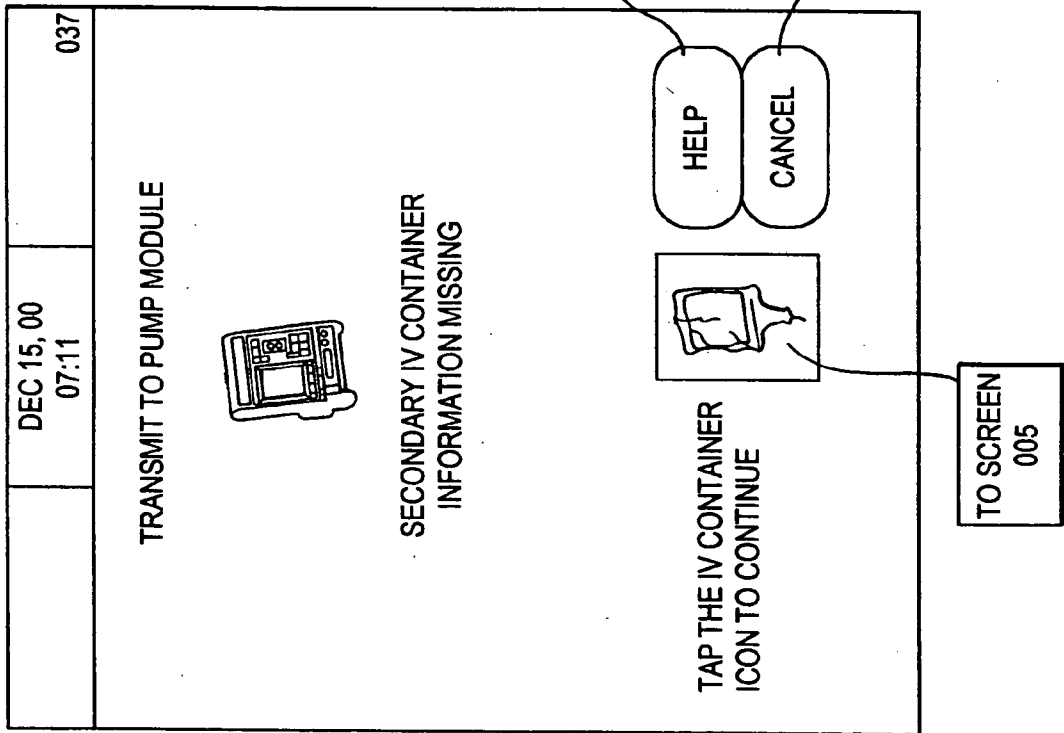 DEC 15, 00
07:11
037
TRANSMIT TO PUMP MODULE
SECONDARY IV CONTAINER
INFORMATION MISSING
TAP THE IV CONTAINER
ICON TO CONTINUE
HELP
CANCEL
TO SCREEN
005